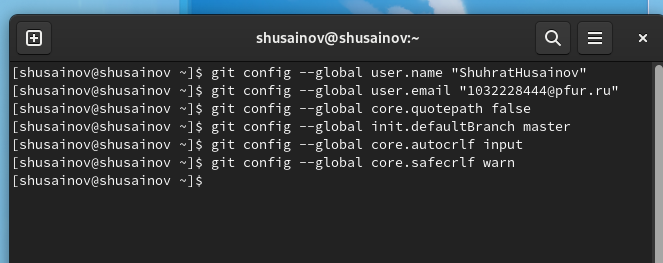 shusainov@shusainov:~
[shusainov@shusainov ~]$ git config --global user.name "ShuhratHusainov"
[shusainov@shusainov ~]$ git config --global user.email "1032228444@pfur.ru"
[shusainov@shusainov ~]$ git config --global core.quotepath false
[shusainov@shusainov ~]$ git config --global init.defaultBranch master
[shusainov@shusainov ~]$ git config --global core.autocrlf input
[shusainov@shusainov ~]$ git config --global core.safecrlf warn
[shusainov@shusainov ~]$